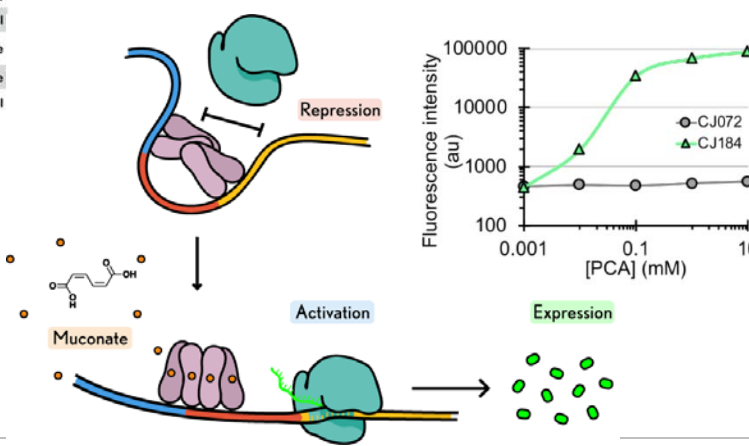 l
e
e
l
Repression
Muconate
O
OH
O
O
H
Activation
Expression
Fluorescence intensity
(au)
100000
10000
1000
100
CJ072
CJ184
0.001
0.1
10
[PCA] (mM)